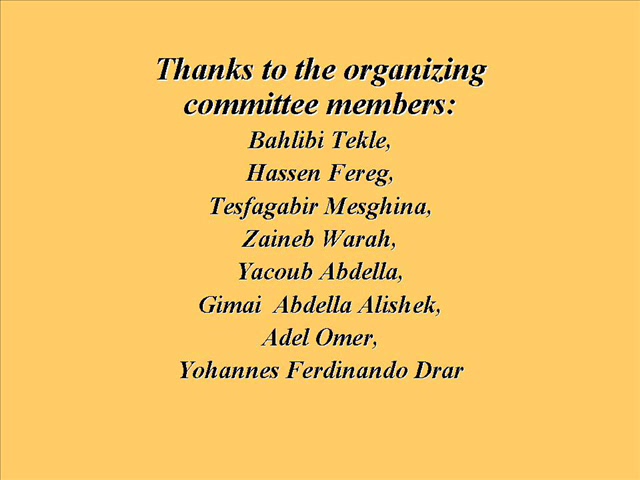 Thanks to the organizing
committee members:
Bahlibi Tekle,
Hassen Fereg,
Tesfagabir Mesghina,
Zaineb Warah,
Yacoub Abdella,
Gimai  Abdella Alishek,
Adel Omer,
Yohannes Ferdinando Drar